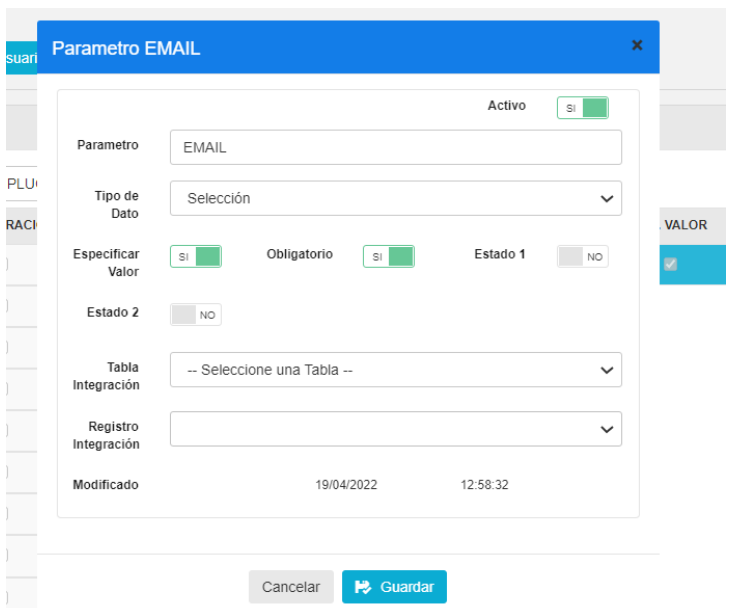 Parametro EMAIL
×
suari
Activo
SI
Parametro
EMAIL
PLU
Tipo de
Dato
Selección
RACI
VALOR
Especificar
Valor
SI
Obligatorio
SI
Estado 1
NO
Estado 2
NO
Tabla
Integración
-- Seleccione una Tabla --
Registro
Integración
Modificado
19/04/2022
12:58:32
Cancelar
Guardar